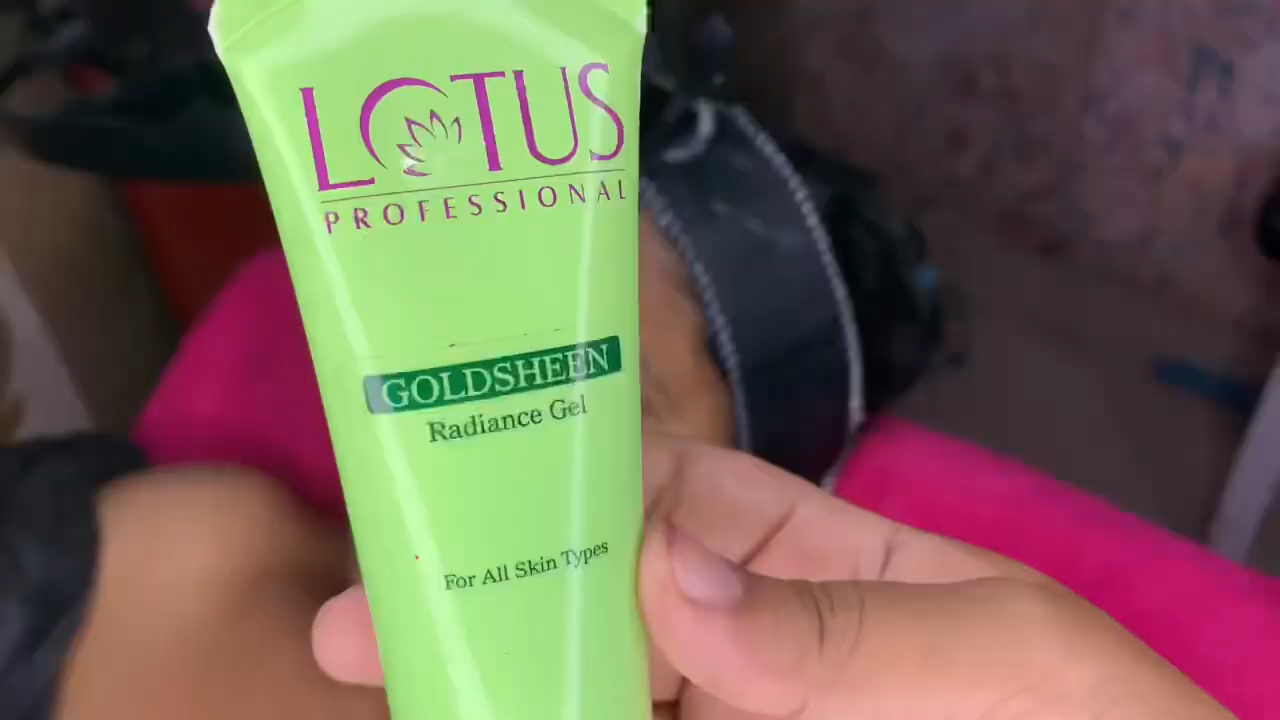 LOTUS
PROFESSIONAL
GOLDSHEEN
Radiance Gel
For All Skin Types